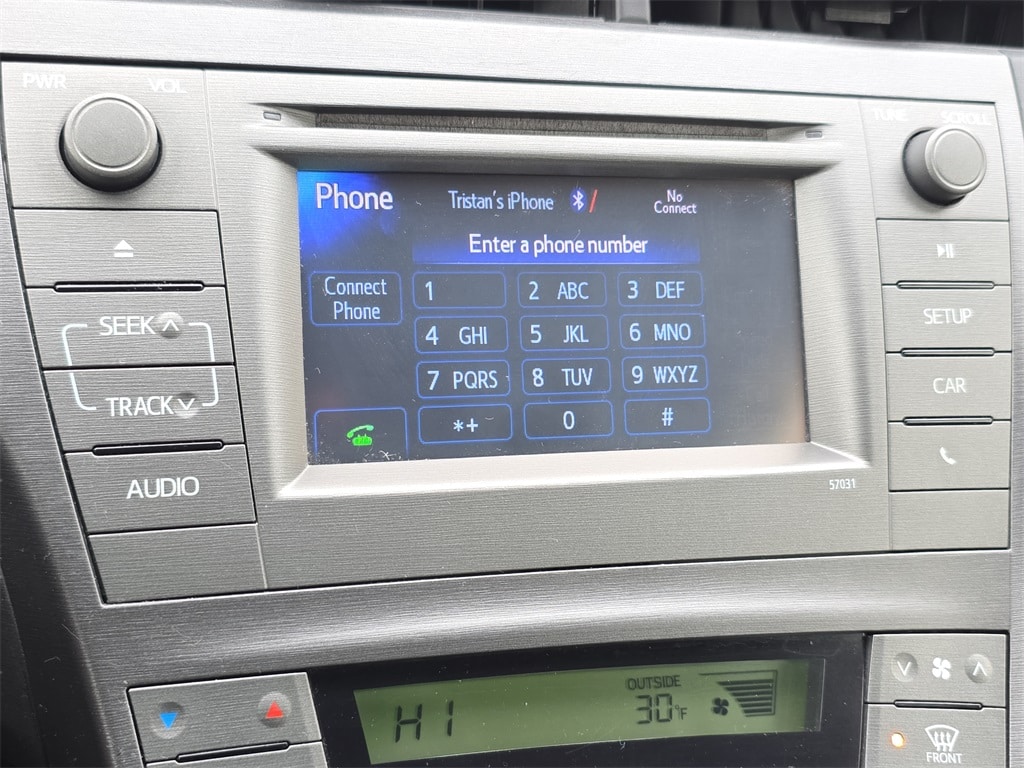 PWR VOL
TUNE SCROLL
Phone
Tristan's iPhone
No
Connect
Enter a phone number
Connect
Phone
1
2 ABC
3 DEF
4 GHI
5 JKL
6 MNO
7 PQRS
8 TUV
9 WXYZ
*+
0
#
SEEK
TRACK
AUDIO
SETUP
CAR
57031
HI
OUTSIDE
30°F
FRONT